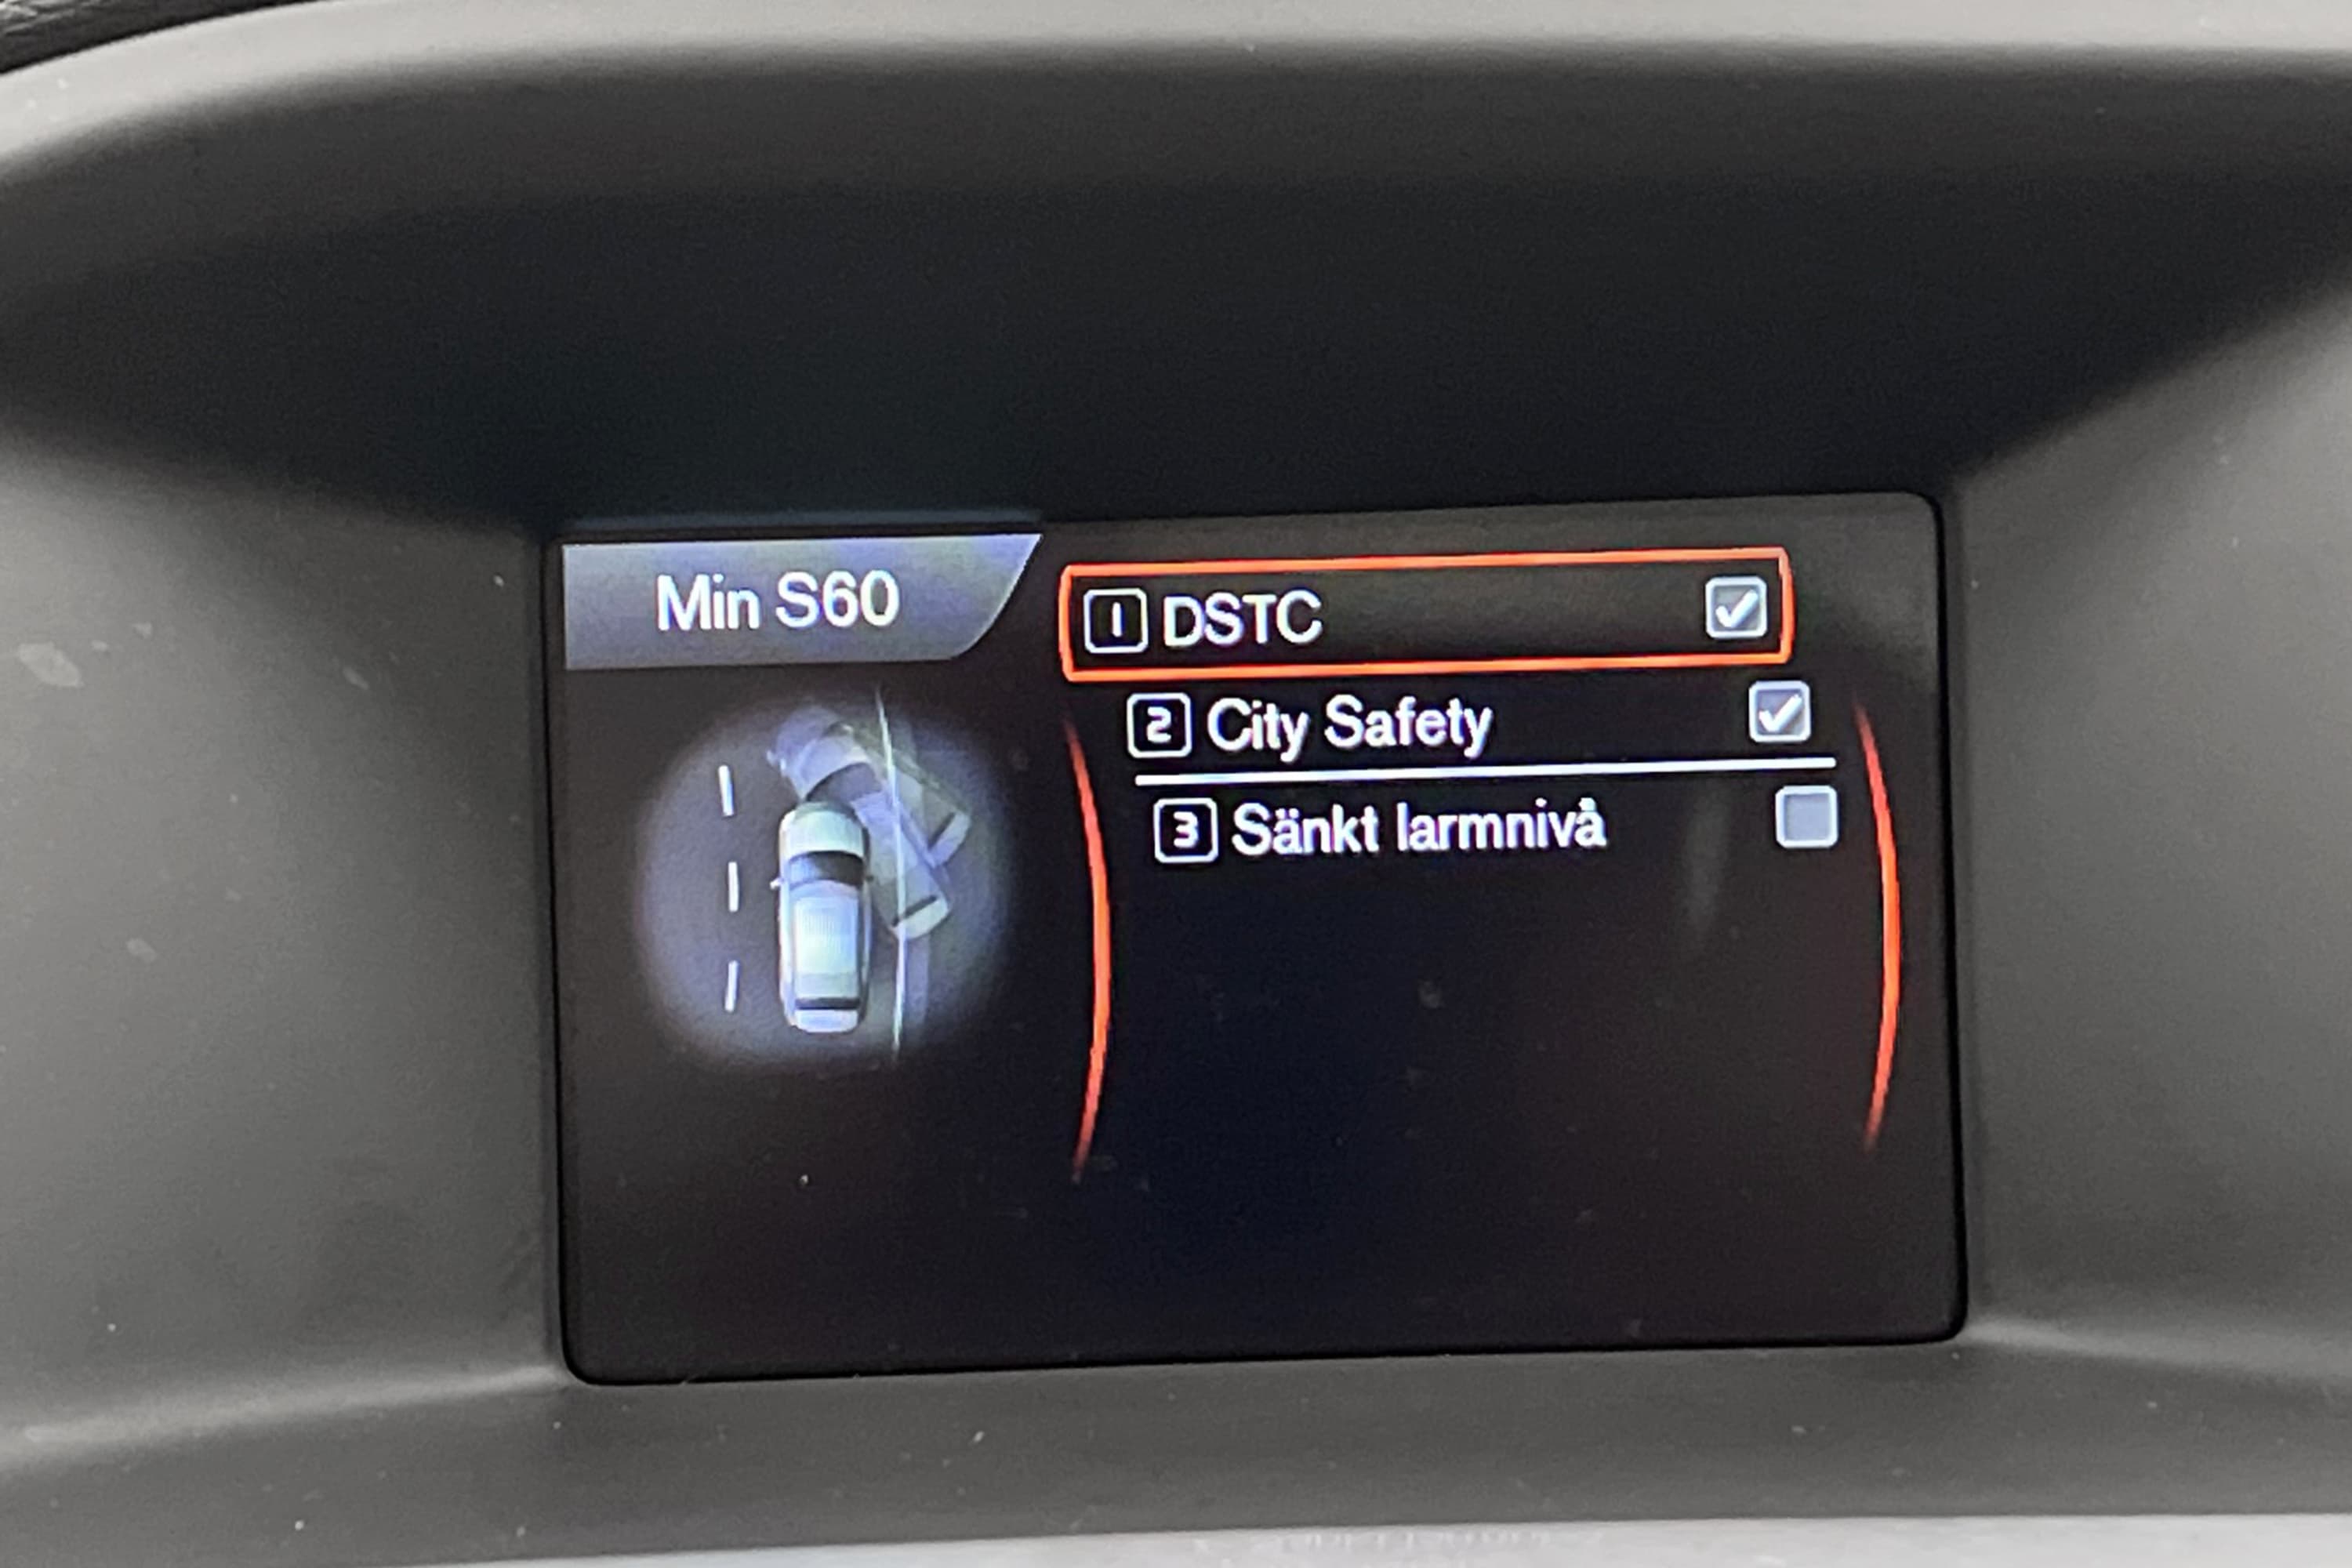 Min S60
1 DSTC
2 City Safety
3 Sänkt larmnivå